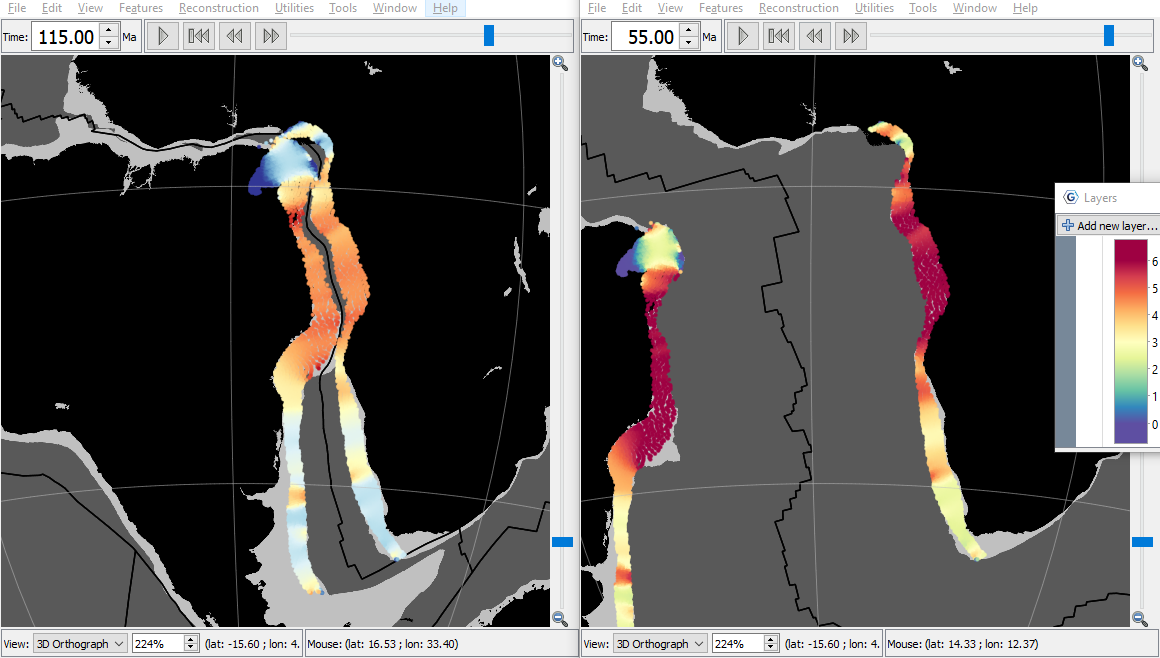 File Edit View Features Reconstruction Utilities Tools Window Help
Time: 115.00 Ma
View: 3D Orthograph 224% (lat: -15.60 ; lon: 4. Mouse: (lat: 16.53 ; lon: 33.40)
File Edit View Features Reconstruction Utilities Tools Window Help
Time: 55.00 Ma
G Layers
Add new layer...
6
5
4
3
2
1
0
View: 3D Orthograph 224% (lat: -15.60 ; lon: 4. Mouse: (lat: 14.33 ; lon: 12.37)